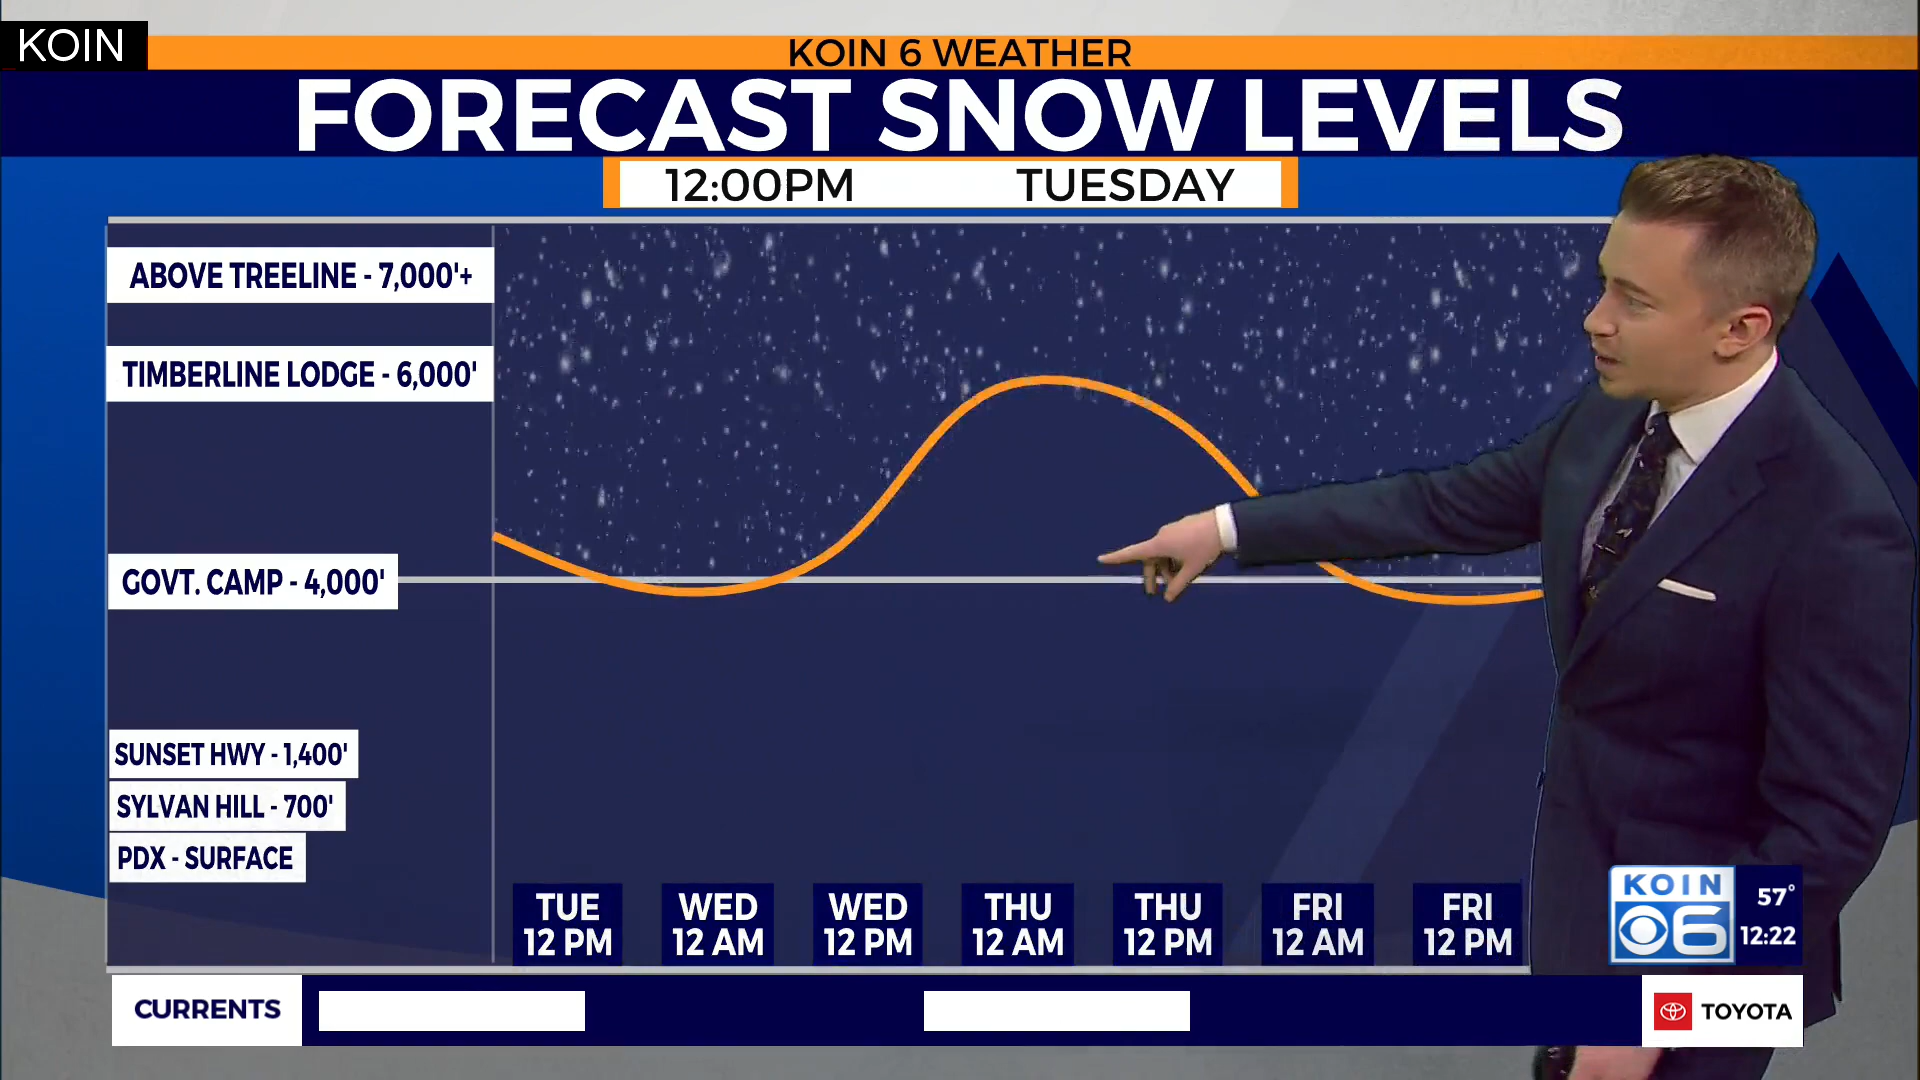 KOIN
KOIN 6 WEATHER
FORECAST SNOW LEVELS
12:00PM TUESDAY
ABOVE TREELINE - 7,000'+
TIMBERLINE LODGE - 6,000'
GOVT. CAMP - 4,000'
SUNSET HWY - 1,400'
SYLVAN HILL - 700'
PDX - SURFACE
TUE
12 PM
WED
12 AM
WED
12 PM
THU
12 AM
THU
12 PM
FRI
12 AM
FRI
12 PM
KOIN
6
57°
12:22
CURRENTS
TOYOTA